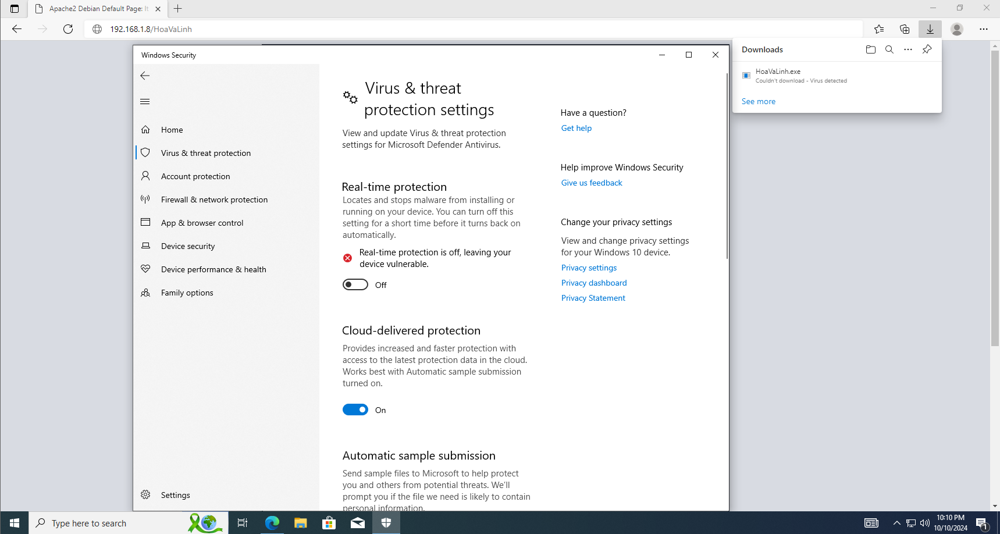 Apache2 Debian Default Page: It
192.168.1.8/HoaVaLinh
Downloads
HoaVaLinh.exe
Couldn't download - Virus detected
See more
Windows Security
Home
Virus & threat protection
Account protection
Firewall & network protection
App & browser control
Device security
Device performance & health
Family options
Settings
Virus & threat
protection settings
View and update Virus & threat protection
settings for Microsoft Defender Antivirus.
Real-time protection
Locates and stops malware from installing or
running on your device. You can turn off this
setting for a short time before it turns back on
automatically.
Real-time protection is off, leaving your
device vulnerable.
Off
Cloud-delivered protection
Provides increased and faster protection with
access to the latest protection data in the cloud.
Works best with Automatic sample submission
turned on.
On
Automatic sample submission
Send sample files to Microsoft to help protect
you and others from potential threats. We'll
prompt you if the file we need is likely to contain
personal information.
Have a question?
Get help
Help improve Windows Security
Give us feedback
Change your privacy settings
View and change privacy settings
for your Windows 10 device.
Privacy settings
Privacy dashboard
Privacy Statement
Type here to search
10:10 PM
10/10/2024
1